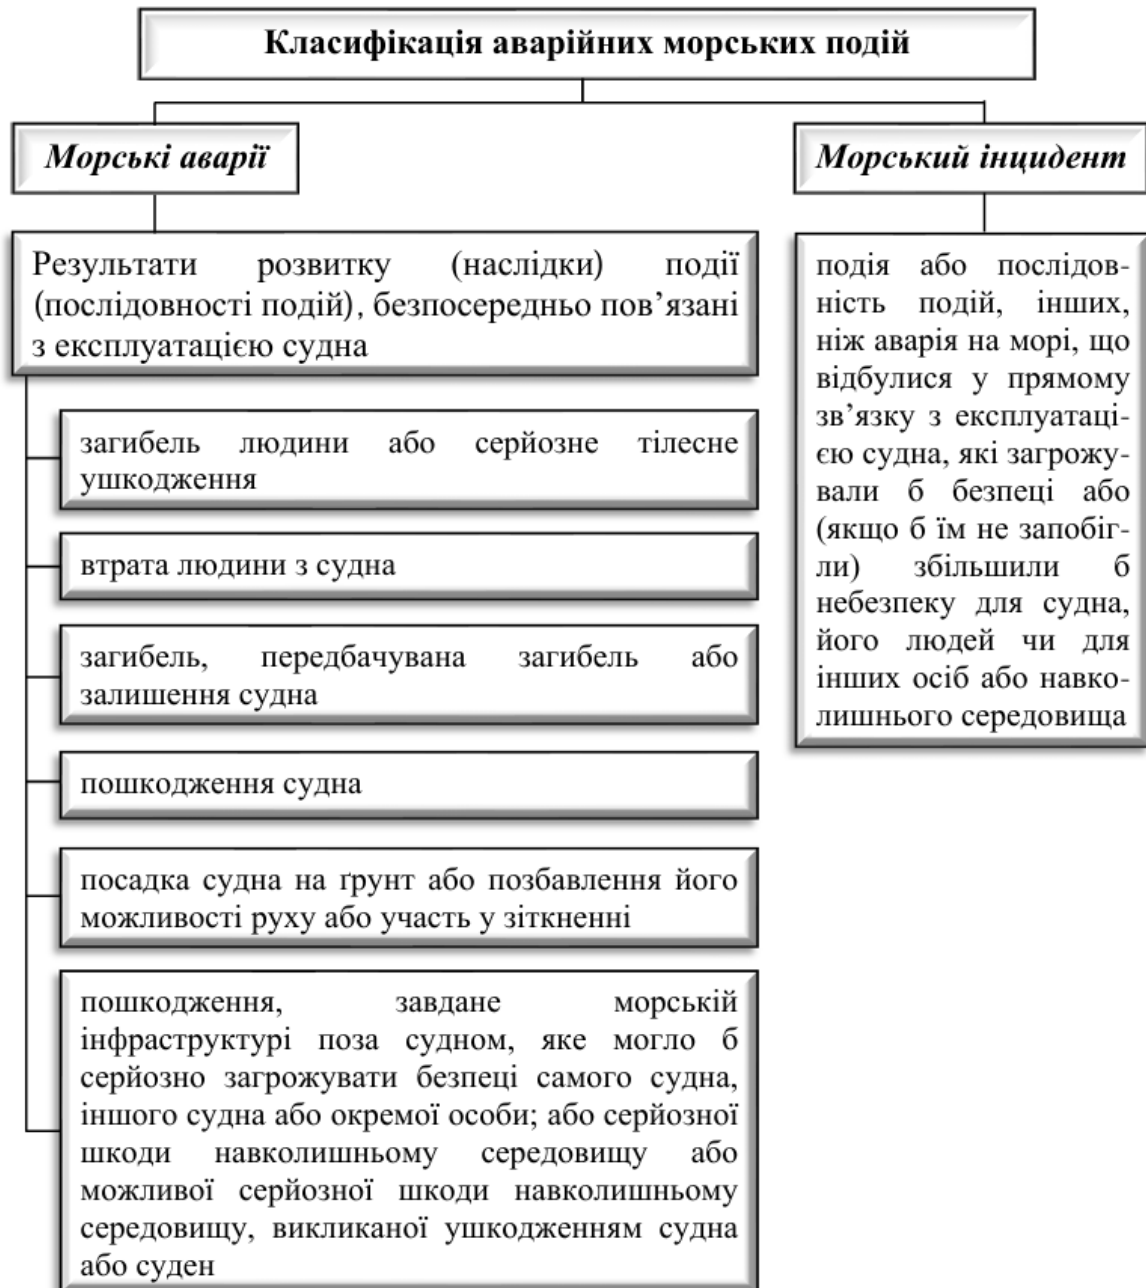 Класифікація аварійних морських подій
Морські аварії
Результати розвитку (наслідки) події
(послідовності подій), безпосередньо пов’язані
з експлуатацією судна
загибель людини або серйозне тілесне
ушкодження
втрата людини з судна
загибель, передбачувана загибель або
залишення судна
пошкодження судна
посадка судна на ґрунт або позбавлення його
можливості руху або участь у зіткненні
пошкодження, завдане морській
інфраструктурі поза судном, яке могло б
серйозно загрожувати безпеці самого судна,
іншого судна або окремої особи; або серйозної
шкоди навколишньому середовищу або
можливої серйозної шкоди навколишньому
середовищу, викликаної ушкодженням судна
або суден
Морський інцидент
подія або послідов-
ність подій, інших,
ніж аварія на морі, що
відбулися у прямому
зв’язку з експлуатаці-
єю судна, які загрожу-
вали б безпеці або
(якщо б їм не запобіг-
ли) збільшили б
небезпеку для судна,
його людей чи для
інших осіб або навко-
лишнього середовища